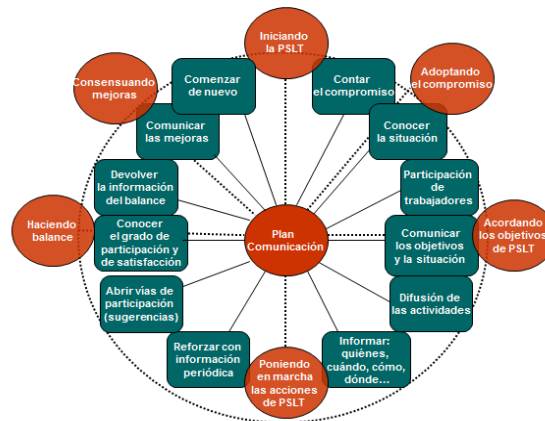 Iniciando
la PSLT
Contar
el compromiso
Adoptando
el compromiso
Conocer
la situación
Participación
de
trabajadores
Comunicar
los objetivos
y la situación
Acordando
los objetivos
de PSLT
Difusión de
las actividades
Informar:
quiénes,
cuándo, cómo,
dónde...
Poniendo
en marcha
las acciones
de PSLT
Reforzar con
información
periódica
Abrir vías de
participación
(sugerencias)
Conocer
el grado de
participación y
de satisfacción
Haciendo
balance
Devolver
la información
del balance
Comunicar
las mejoras
Consensuando
mejoras
Comenzar
de nuevo
Plan
Comunicación